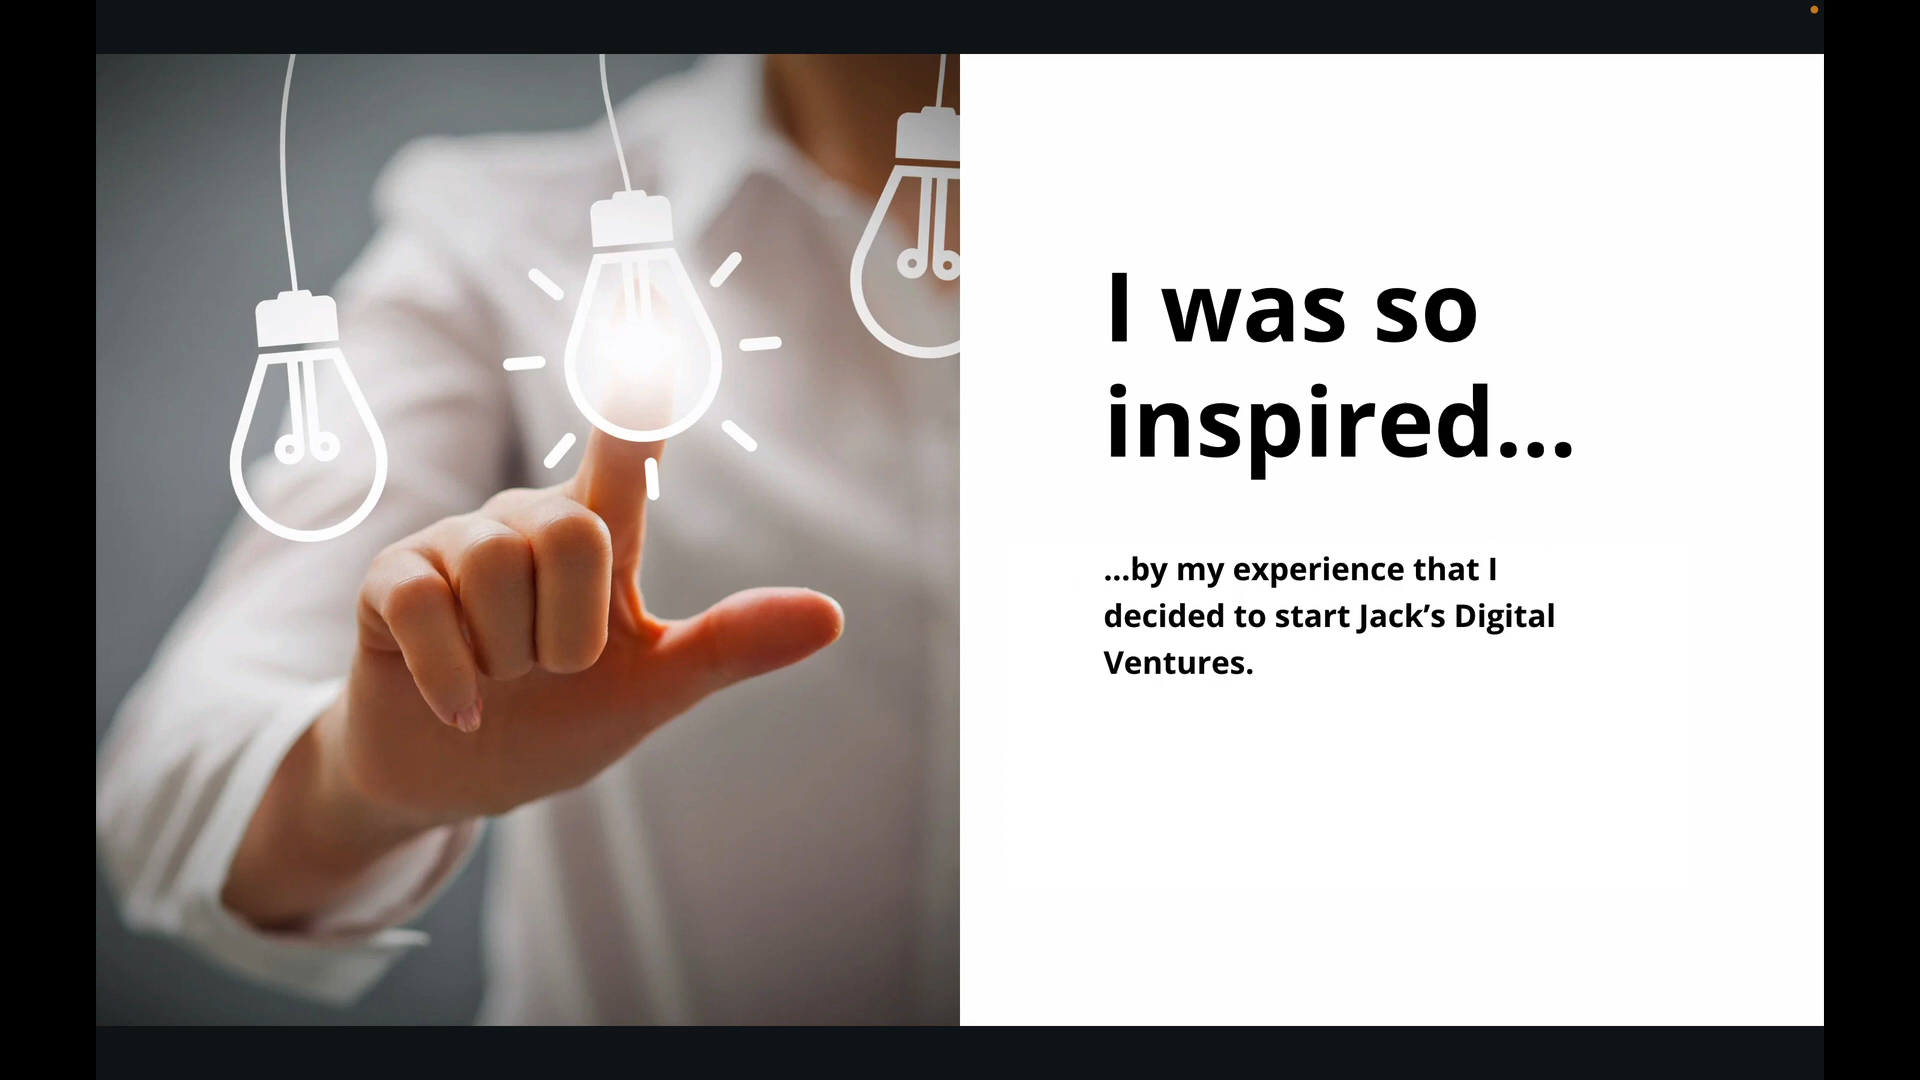 I was so
inspired...
...by my experience that I
decided to start Jack’s Digital
Ventures.